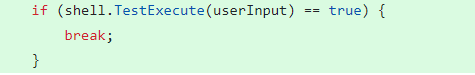 if (shell.TestExecute(userInput) == true) {
    break;
}